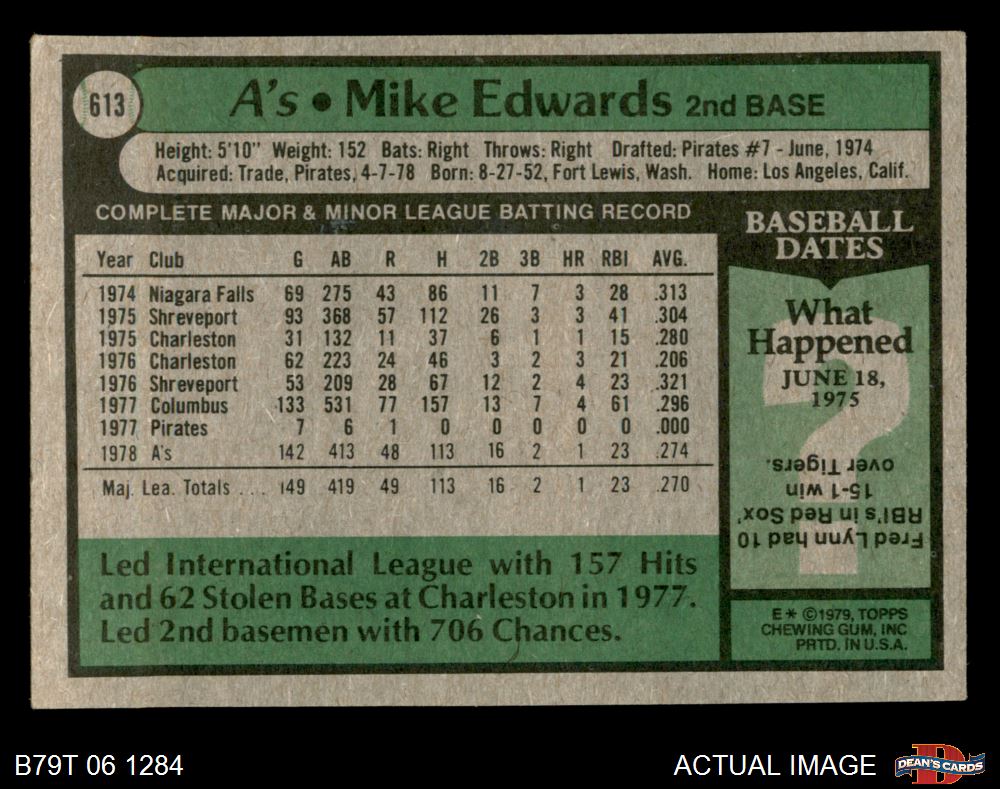 613
A's • Mike Edwards 2nd BASE
Height: 5'10" Weight: 152 Bats: Right Throws: Right Drafted: Pirates #7 - June, 1974
Acquired: Trade, Pirates, 4-7-78 Born: 8-27-52, Fort Lewis, Wash. Home: Los Angeles, Calif.
COMPLETE MAJOR & MINOR LEAGUE BATTING RECORD
Year Club G AB R H 2B 3B HR RBI AVG.
1974 Niagara Falls 69 275 43 86 11 7 3 28 .313
1975 Shreveport 93 368 57 112 26 3 3 41 .304
1975 Charleston 31 132 11 37 6 1 1 15 .280
1976 Charleston 62 223 24 46 3 2 3 21 .206
1976 Shreveport 53 209 28 67 12 2 4 23 .321
1977 Columbus 133 531 77 157 13 7 4 61 .296
1977 Pirates 7 6 1 0 0 0 0 0 .000
1978 A's 142 413 48 113 16 2 1 23 .274
Maj. Lea. Totals ... 149 419 49 113 16 2 1 23 .270
Led International League with 157 Hits
and 62 Stolen Bases at Charleston in 1977.
Led 2nd basemen with 706 Chances.
BASEBALL
DATES
What
Happened
JUNE 18,
1975
?
Fred Lynn had 10
RBI's in Red Sox'
15-1 win
over Tigers.
E* ©1979, TOPPS
CHEWING GUM, INC
PRTD. IN U.S.A.
B79T 06 1284
ACTUAL IMAGE
DEAN'S CARDS